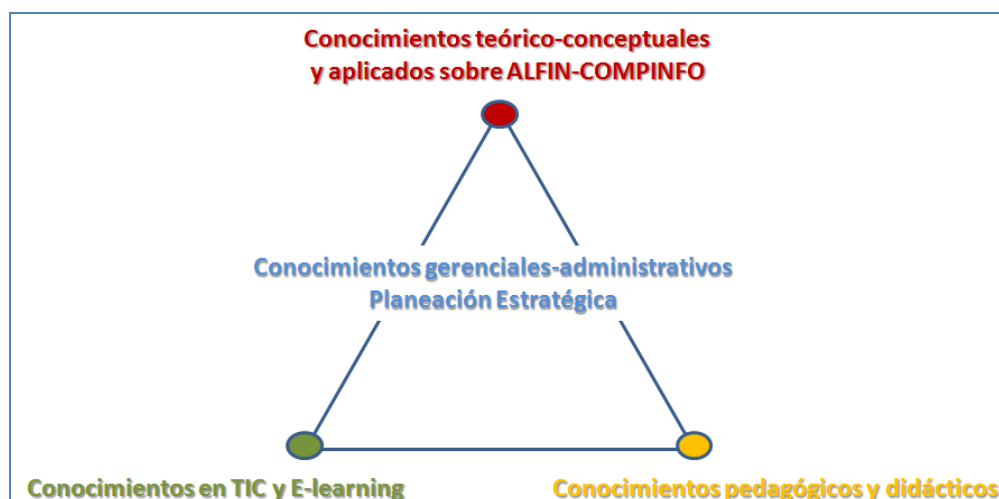 Conocimientos teórico-conceptuales
y aplicados sobre ALFIN-COMPINFO
Conocimientos gerenciales-administrativos
Planeación Estratégica
Conocimientos en TIC y E-learning
Conocimientos pedagógicos y didácticos